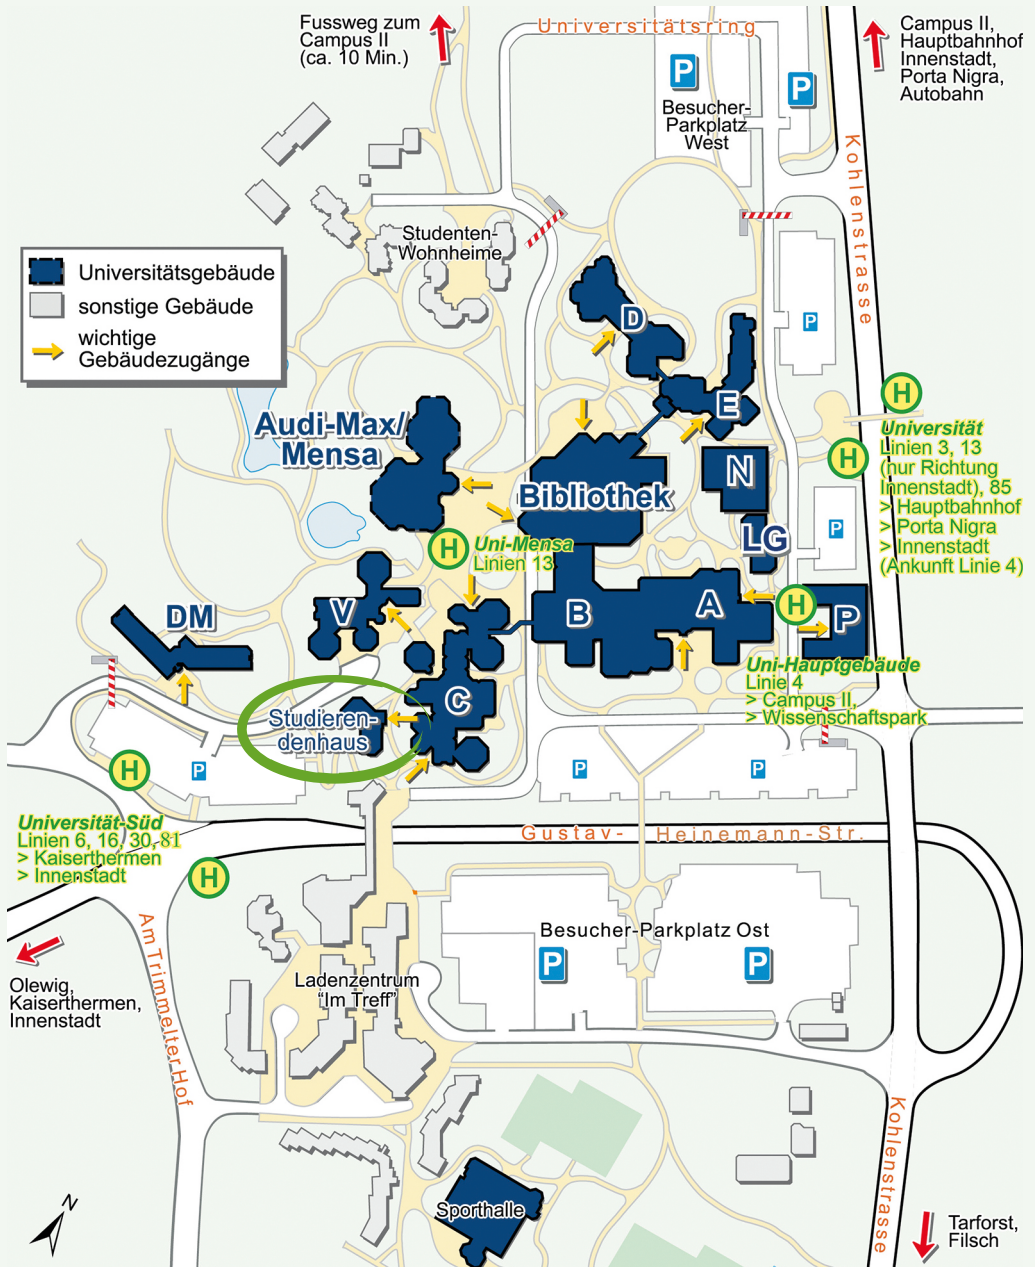 Fussweg zum
Campus II
(ca. 10 Min.)
Universitätsring
Campus II,
Hauptbahnhof
Innenstadt,
Porta Nigra,
Autobahn
P
P
Besucher-
Parkplatz
West
Kohlenstrasse
Studenten-
Wohnheime
Universitätsgebäude
sonstige Gebäude
wichtige
Gebäudezugänge
D
P
E
H
Audi-Max/
Mensa
Universität
Linien 3, 13
(nur Richtung
Innenstadt), 85
> Hauptbahnhof
> Porta Nigra
> Innenstadt
(Ankunft Linie 4)
H
N
Bibliothek
P
LG
H
Uni-Mensa
Linien 13
DM
V
B
A
H
P
Uni-Hauptgebäude
Linie 4
> Campus II,
> Wissenschaftspark
C
Studieren-
denhaus
H
P
P
P
Universität-Süd
Linien 6, 16, 30, 81
> Kaiserthermen
> Innenstadt
Gustav- Heinemann-Str.
H
Am Trimmelter Hof
Besucher-Parkplatz Ost
P
P
Olewig,
Kaiserthermen,
Innenstadt
Ladenzentrum
"Im Treff"
Kohlenstrasse
N
Sporthalle
Tarforst,
Filsch